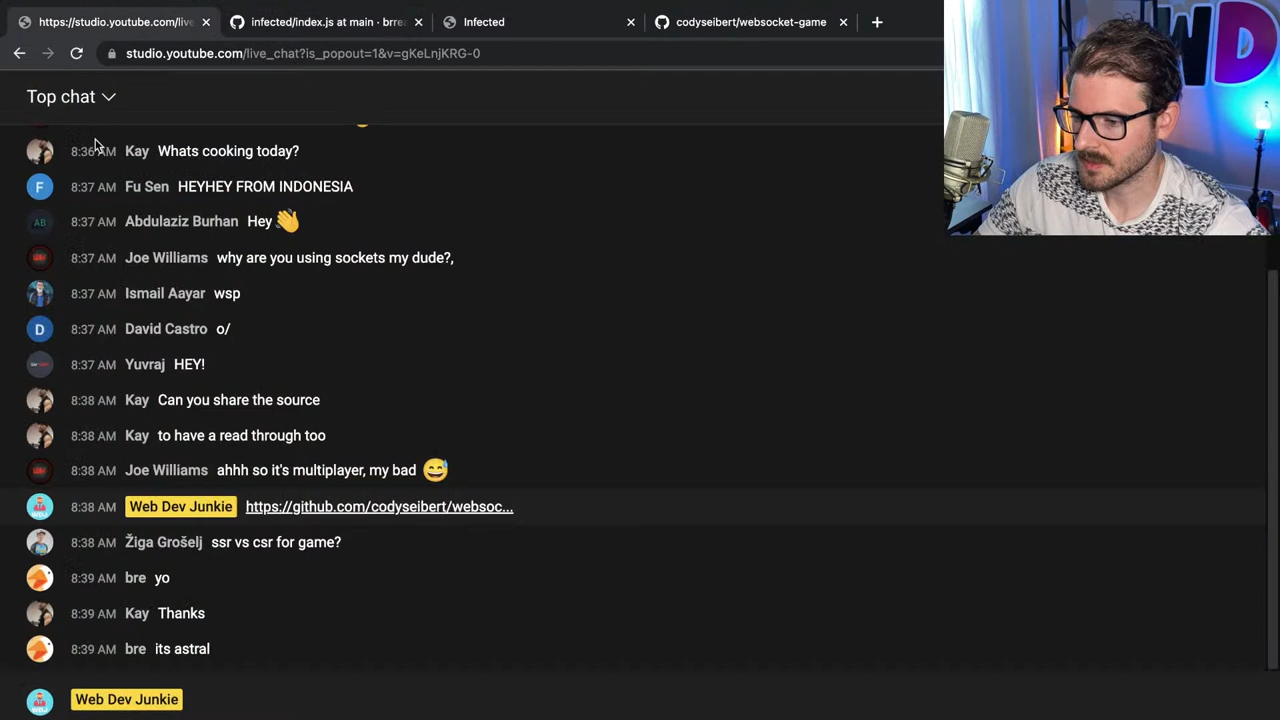 https://studio.youtube.com/live
infected/index.js at main · brrea
Infected
codyseibert/websocket-game
studio.youtube.com/live_chat?is_popout=1&v=gKeLnjKRG-0
WD
Top chat
8:36 AM Kay Whats cooking today?
F 8:37 AM Fu Sen HEYHEY FROM INDONESIA
AB 8:37 AM Abdulaziz Burhan Hey 👋
8:37 AM Joe Williams why are you using sockets my dude?,
8:37 AM Ismail Aayar wsp
D 8:37 AM David Castro o/
8:37 AM Yuvraj HEY!
8:38 AM Kay Can you share the source
8:38 AM Kay to have a read through too
8:38 AM Joe Williams ahhh so it's multiplayer, my bad 😅
8:38 AM Web Dev Junkie https://github.com/codyseibert/websoc...
8:38 AM Žiga Grošelj ssr vs csr for game?
8:39 AM bre yo
8:39 AM Kay Thanks
8:39 AM bre its astral
Web Dev Junkie